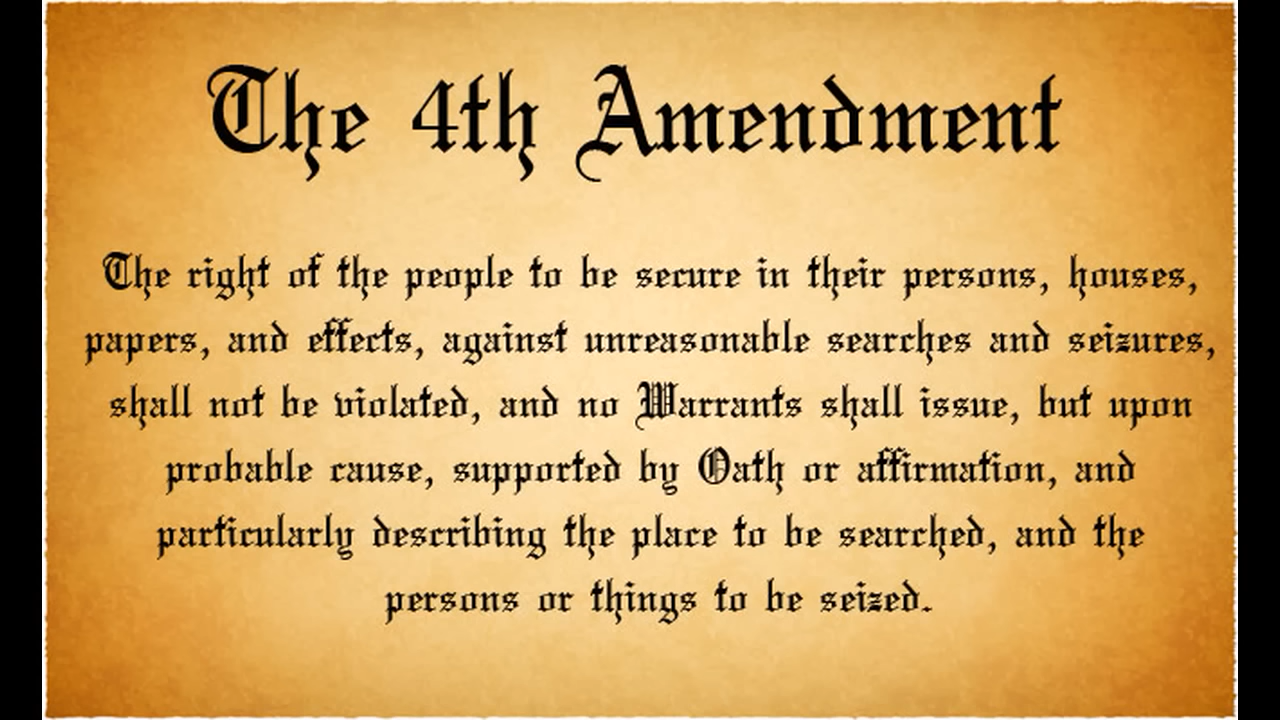 The 4th Amendment
The right of the people to be secure in their persons, houses,
papers, and effects, against unreasonable searches and seizures,
shall not be violated, and no Warrants shall issue, but upon
probable cause, supported by Oath or affirmation, and
particularly describing the place to be searched, and the
persons or things to be seized.